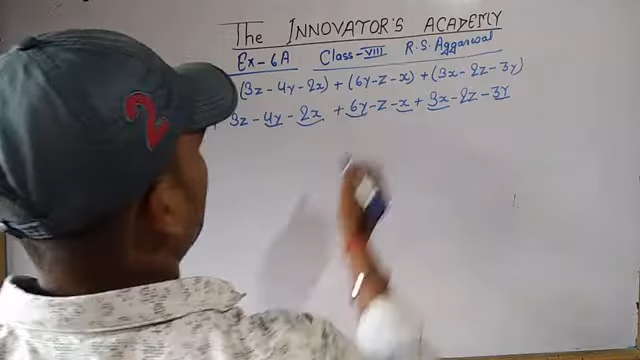 The INNOVATOR'S ACADEMY
Ex-6A Class-VIII R.S. Aggarwal
(3z-4y-2x) + (6y-z-x) + (3x-2z-3y)
3z-4y-2x + 6y-z-x + 3x-2z-3y
2